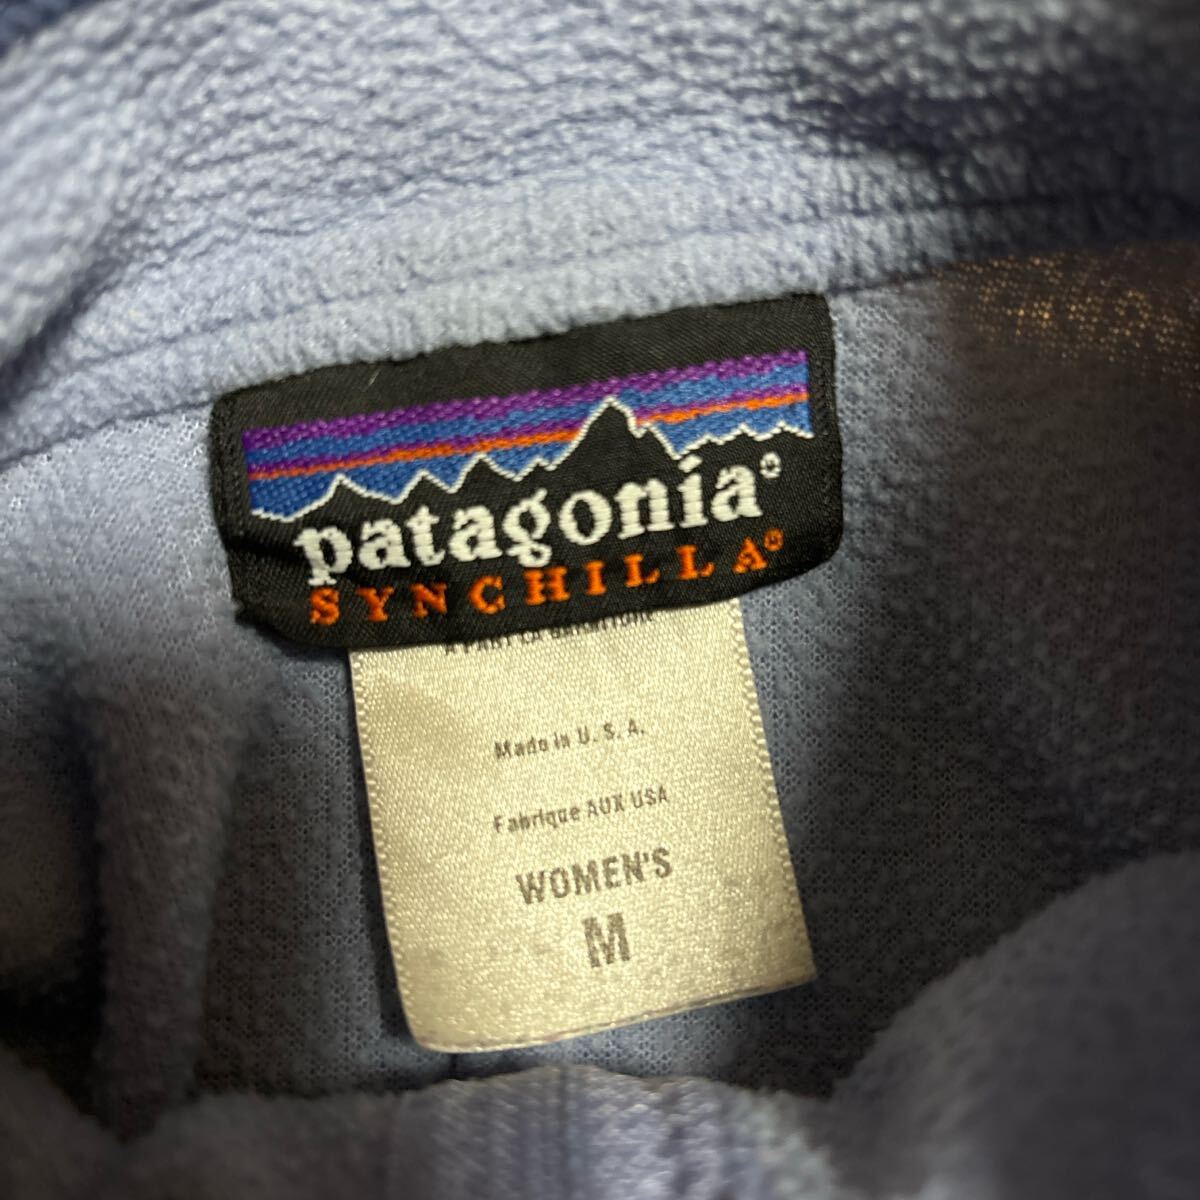 patagonia®
SYNCHILLA®
Made in U.S.A.
Fabrique AUX USA
WOMEN'S
M